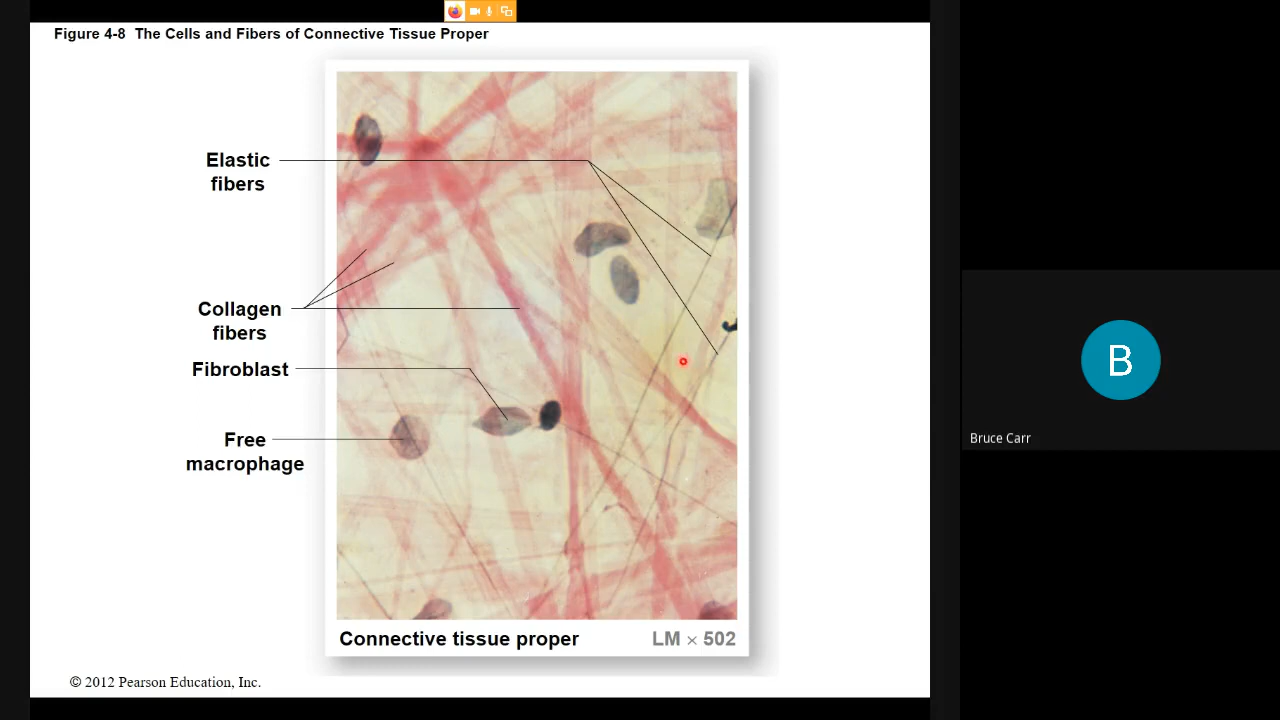 Figure 4-8 The Cells and Fibers of Connective Tissue Proper
Elastic
fibers
Collagen
fibers
Fibroblast
Free
macrophage
Connective tissue proper LM × 502
© 2012 Pearson Education, Inc.
B
Bruce Carr